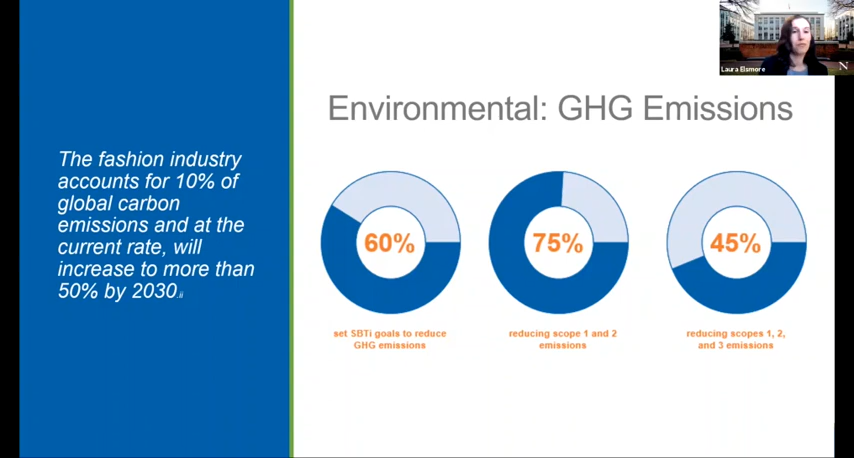 Laura Elsmore
N
Environmental: GHG Emissions
The fashion industry
accounts for 10% of
global carbon
emissions and at the
current rate, will
increase to more than
50% by 2030.ii
60%
75%
45%
set SBTi goals to reduce
GHG emissions
reducing scope 1 and 2
emissions
reducing scopes 1, 2,
and 3 emissions